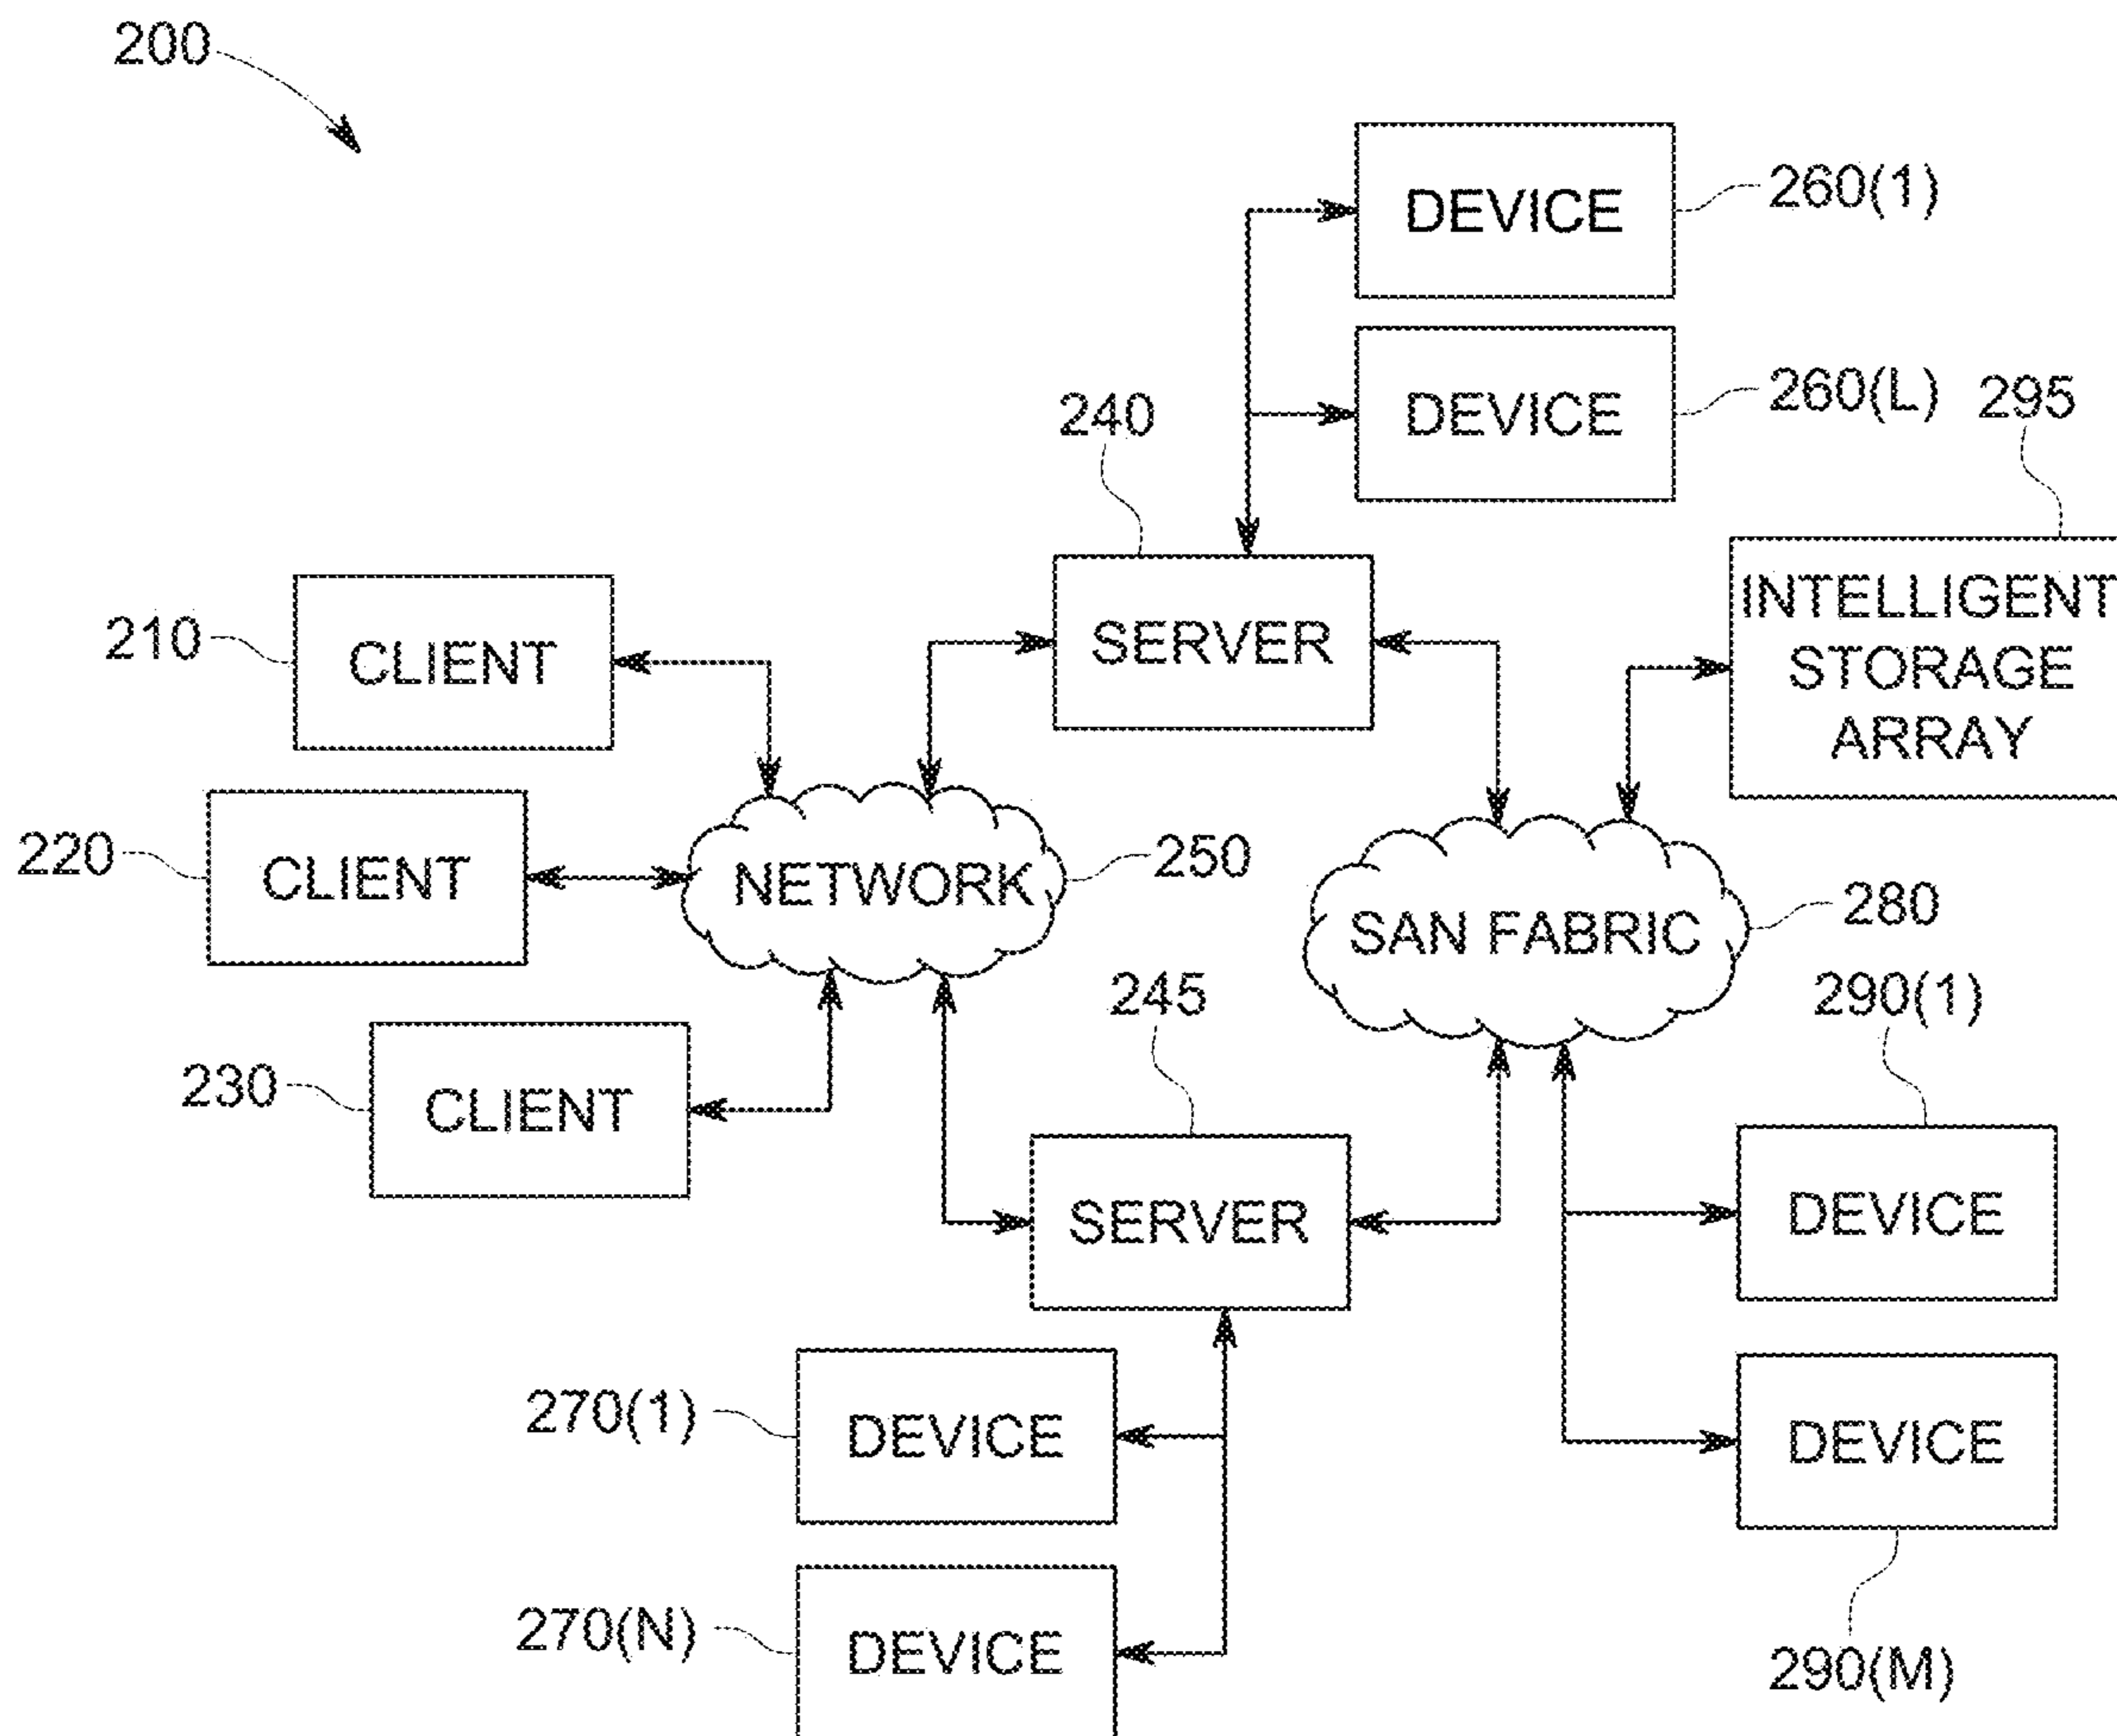 200
DEVICE
260(1)
DEVICE
260(L)
295
240
INTELLIGENT
STORAGE
ARRAY
SERVER
210
CLIENT
220
CLIENT
NETWORK
250
SAN FABRIC
280
245
290(1)
230
CLIENT
SERVER
DEVICE
270(1)
DEVICE
DEVICE
270(N)
DEVICE
290(M)